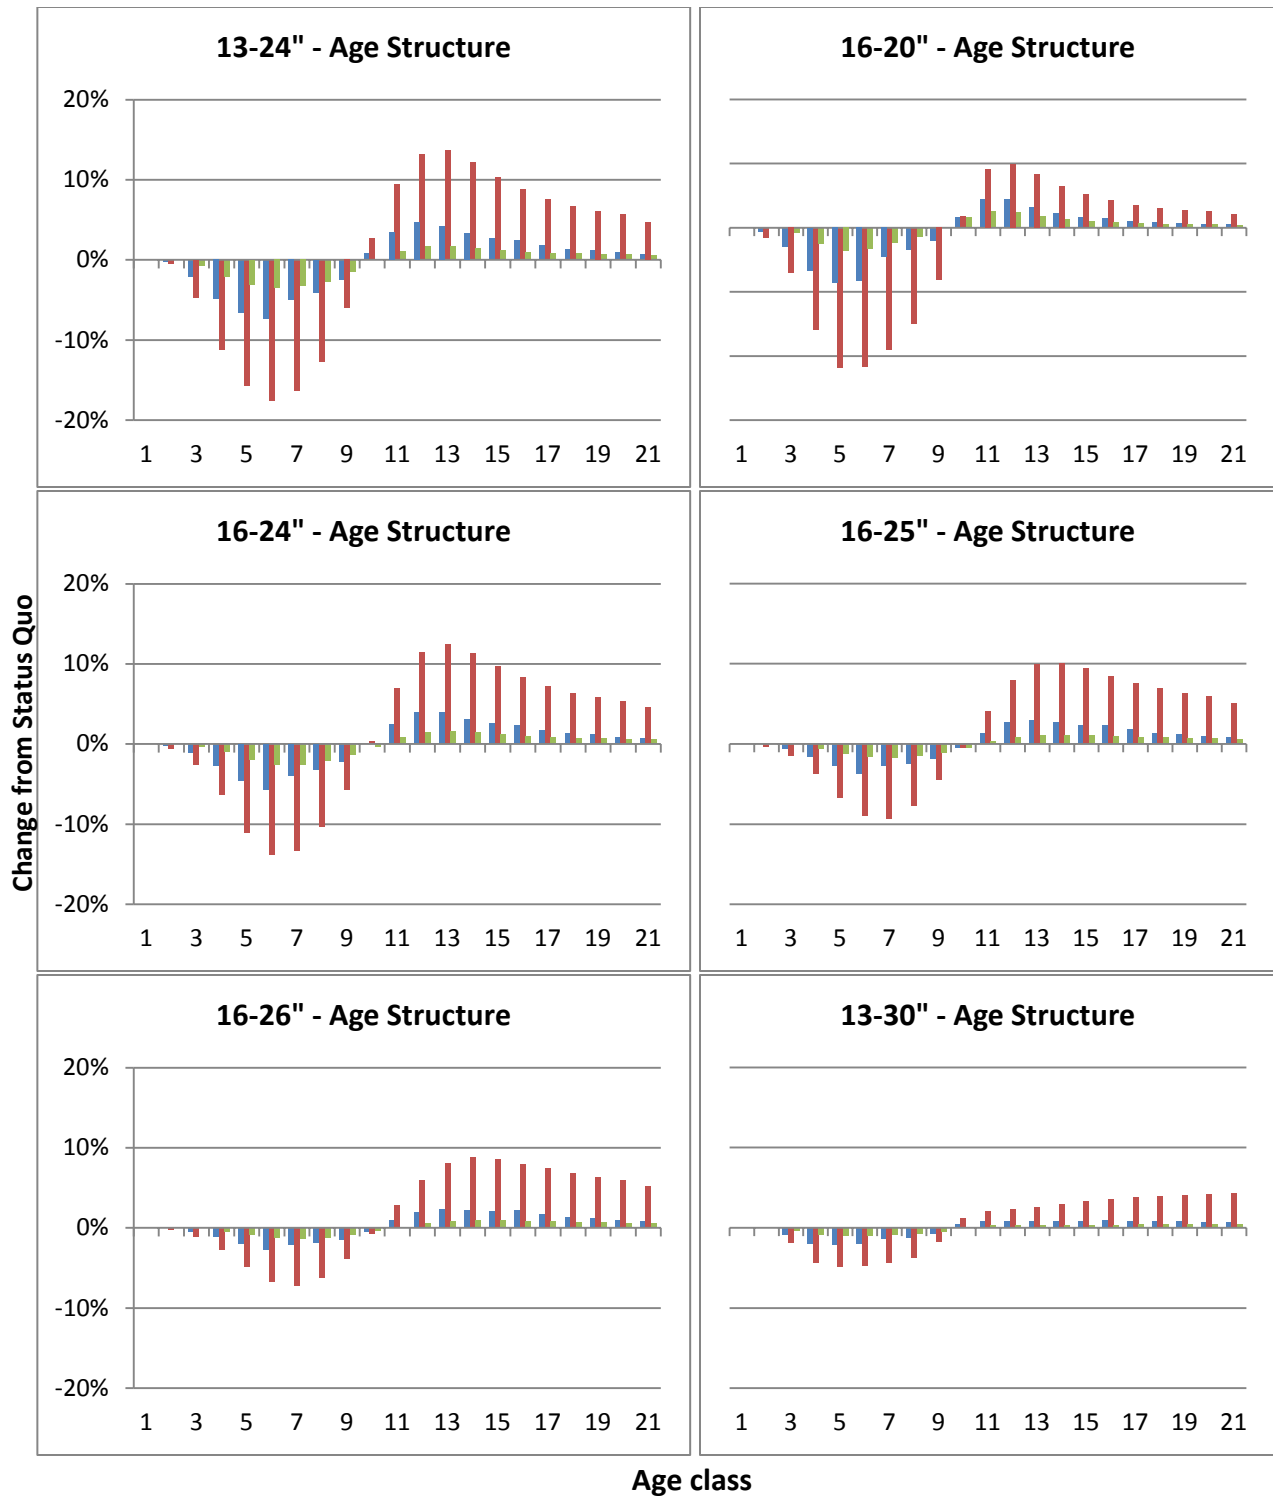 13-24" - Age Structure
20%
10%
0%
-10%
-20%
1 3 5 7 9 11 13 15 17 19 21
16-20" - Age Structure
1 3 5 7 9 11 13 15 17 19 21
Change from Status Quo
16-24" - Age Structure
20%
10%
0%
-10%
-20%
1 3 5 7 9 11 13 15 17 19 21
16-25" - Age Structure
1 3 5 7 9 11 13 15 17 19 21
16-26" - Age Structure
20%
10%
0%
-10%
-20%
1 3 5 7 9 11 13 15 17 19 21
13-30" - Age Structure
1 3 5 7 9 11 13 15 17 19 21
Age class